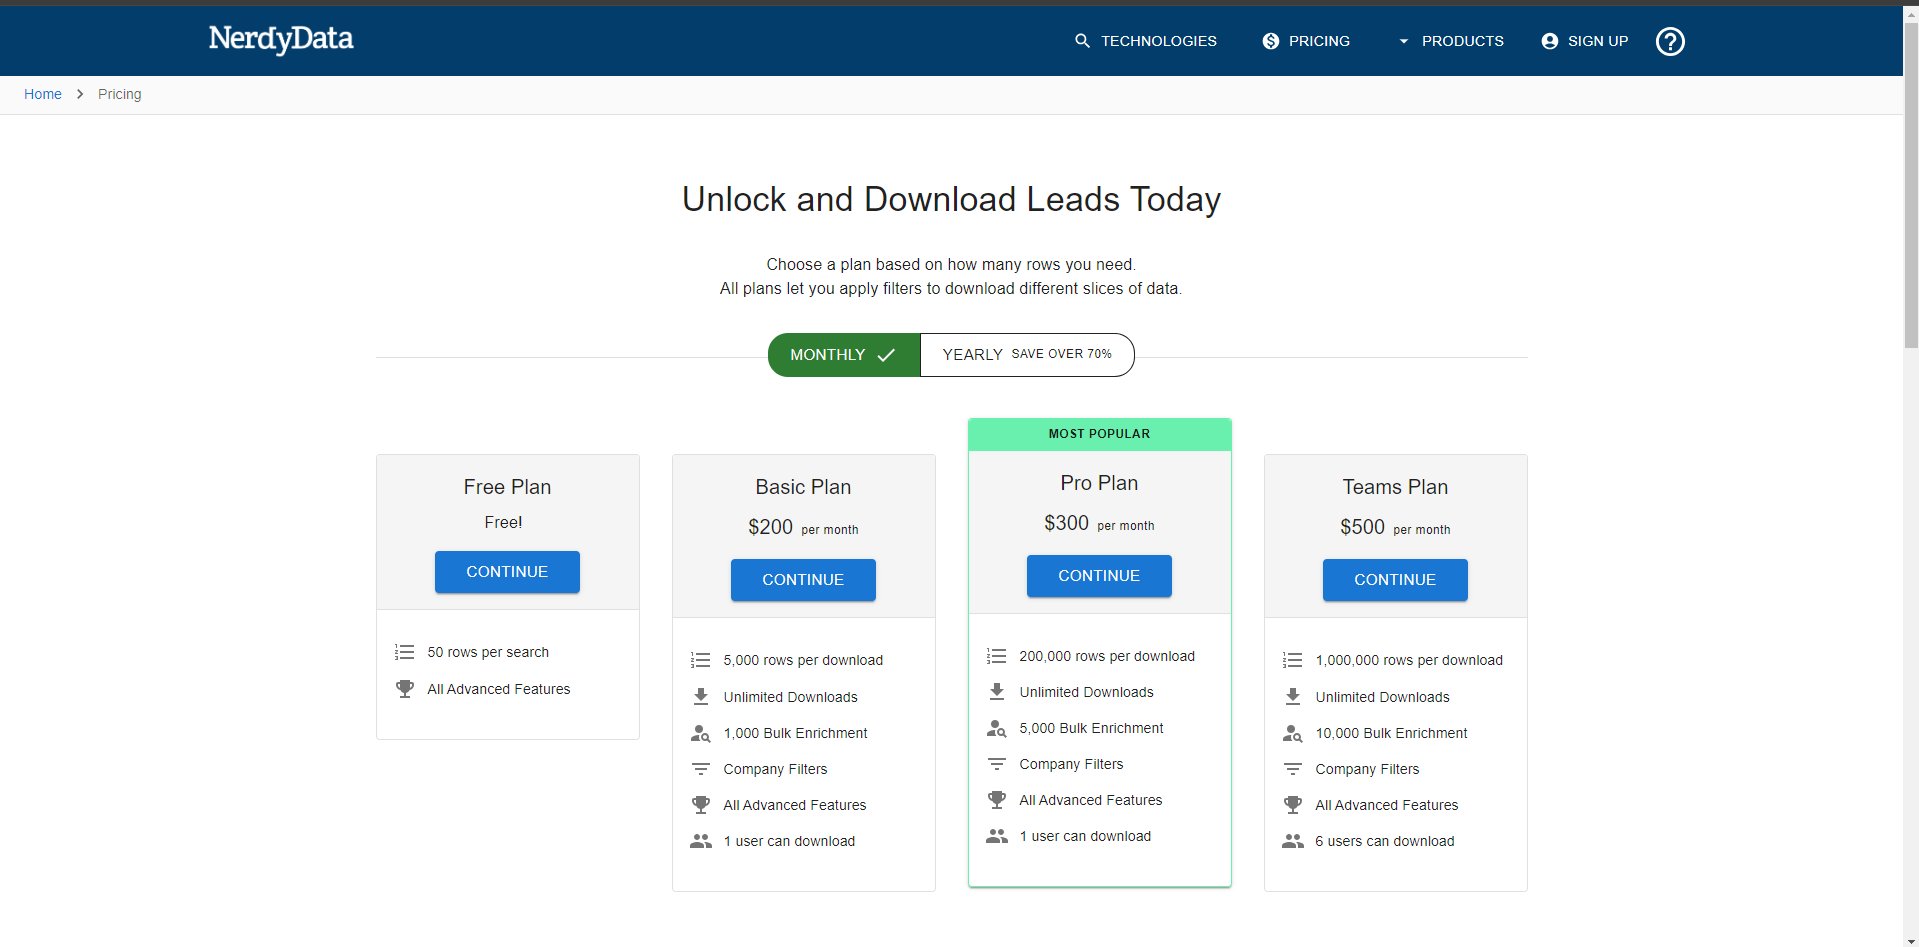 NerdyData
TECHNOLOGIES
PRICING
PRODUCTS
SIGN UP
Home
Pricing
Unlock and Download Leads Today
Choose a plan based on how many rows you need.
All plans let you apply filters to download different slices of data.
MONTHLY
YEARLY SAVE OVER 70%
Free Plan
Free!
CONTINUE
50 rows per search
All Advanced Features
Basic Plan
$200 per month
CONTINUE
5,000 rows per download
Unlimited Downloads
1,000 Bulk Enrichment
Company Filters
All Advanced Features
1 user can download
MOST POPULAR
Pro Plan
$300 per month
CONTINUE
200,000 rows per download
Unlimited Downloads
5,000 Bulk Enrichment
Company Filters
All Advanced Features
1 user can download
Teams Plan
$500 per month
CONTINUE
1,000,000 rows per download
Unlimited Downloads
10,000 Bulk Enrichment
Company Filters
All Advanced Features
6 users can download